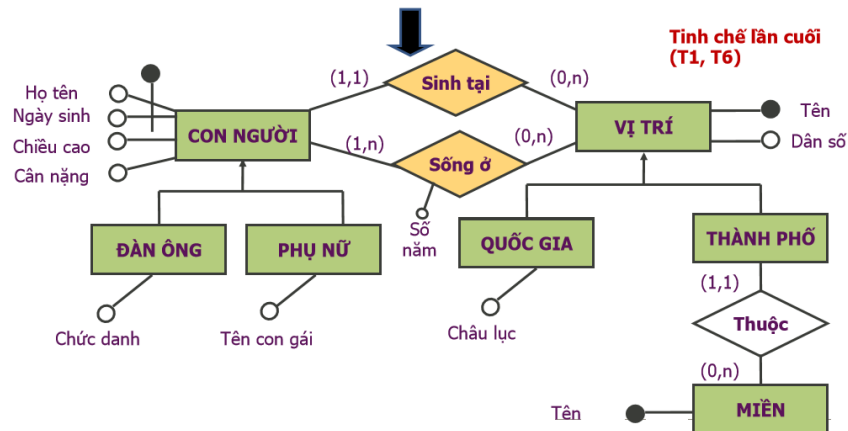 Tinh chế lần cuối
(T1, T6)
(1,1)
Sinh tại
(0,n)
Họ tên
Ngày sinh
Chiều cao
Cân nặng
CON NGƯỜI
VỊ TRÍ
Tên
Dân số
(1,n)
Sống ở
(0,n)
Số
năm
ĐÀN ÔNG
PHỤ NỮ
QUỐC GIA
THÀNH PHỐ
(1,1)
Chức danh
Tên con gái
Châu lục
Thuộc
(0,n)
Tên
MIỀN